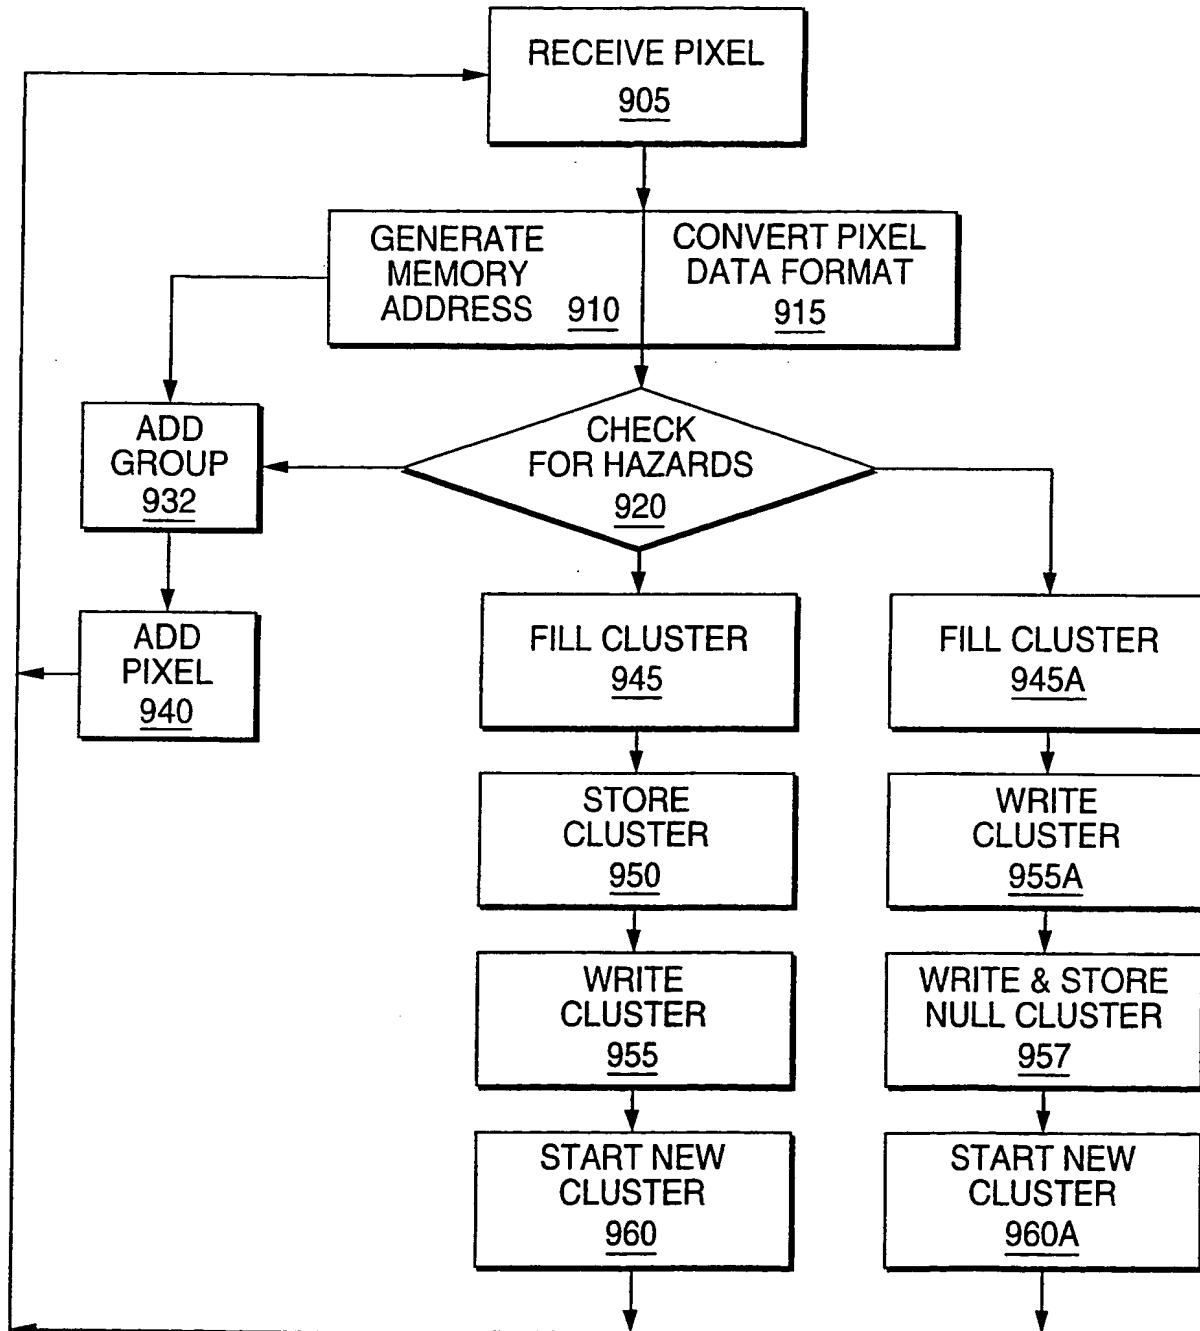 RECEIVE PIXEL
905
GENERATE
MEMORY
ADDRESS 910
CONVERT PIXEL
DATA FORMAT
915
CHECK
FOR HAZARDS
920
ADD
GROUP
932
ADD
PIXEL
940
FILL CLUSTER
945
STORE
CLUSTER
950
WRITE
CLUSTER
955
START NEW
CLUSTER
960
FILL CLUSTER
945A
WRITE
CLUSTER
955A
WRITE & STORE
NULL CLUSTER
957
START NEW
CLUSTER
960A